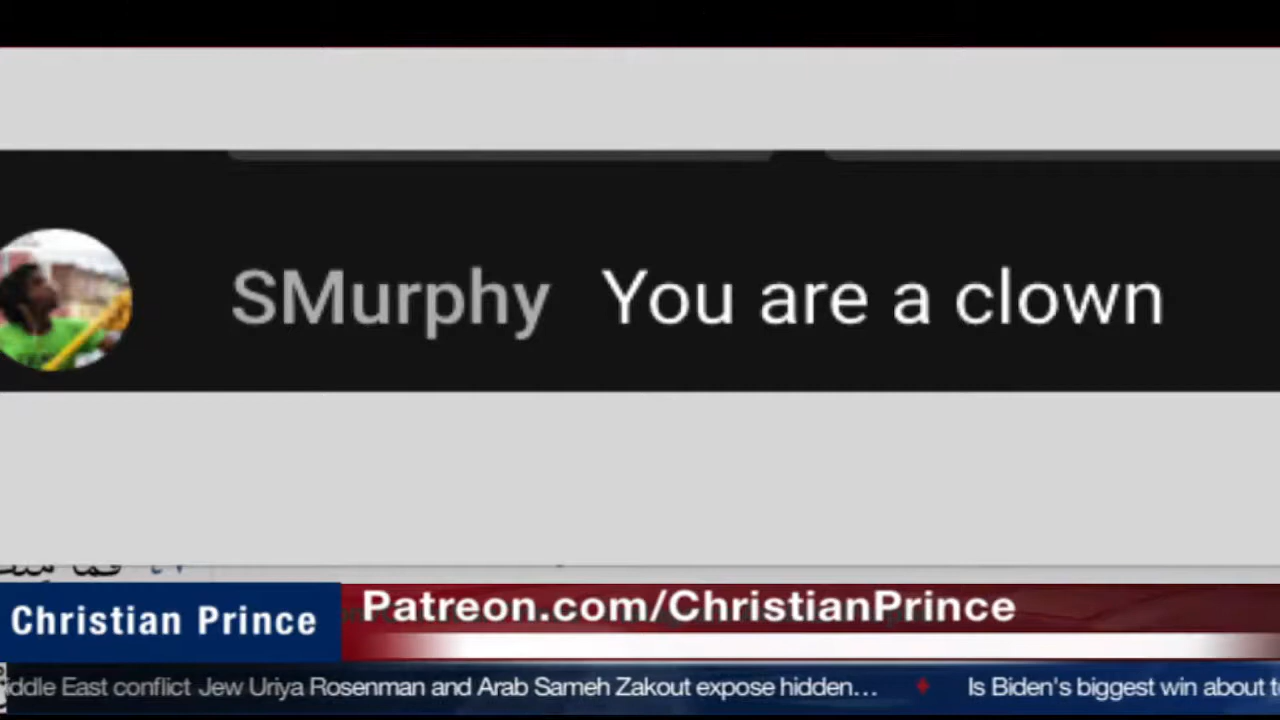 SMurphy You are a clown
Christian Prince
Patreon.com/ChristianPrince
iddle East conflict Jew Uriya Rosenman and Arab Sameh Zakout expose hidden… ♦ Is Biden's biggest win about t